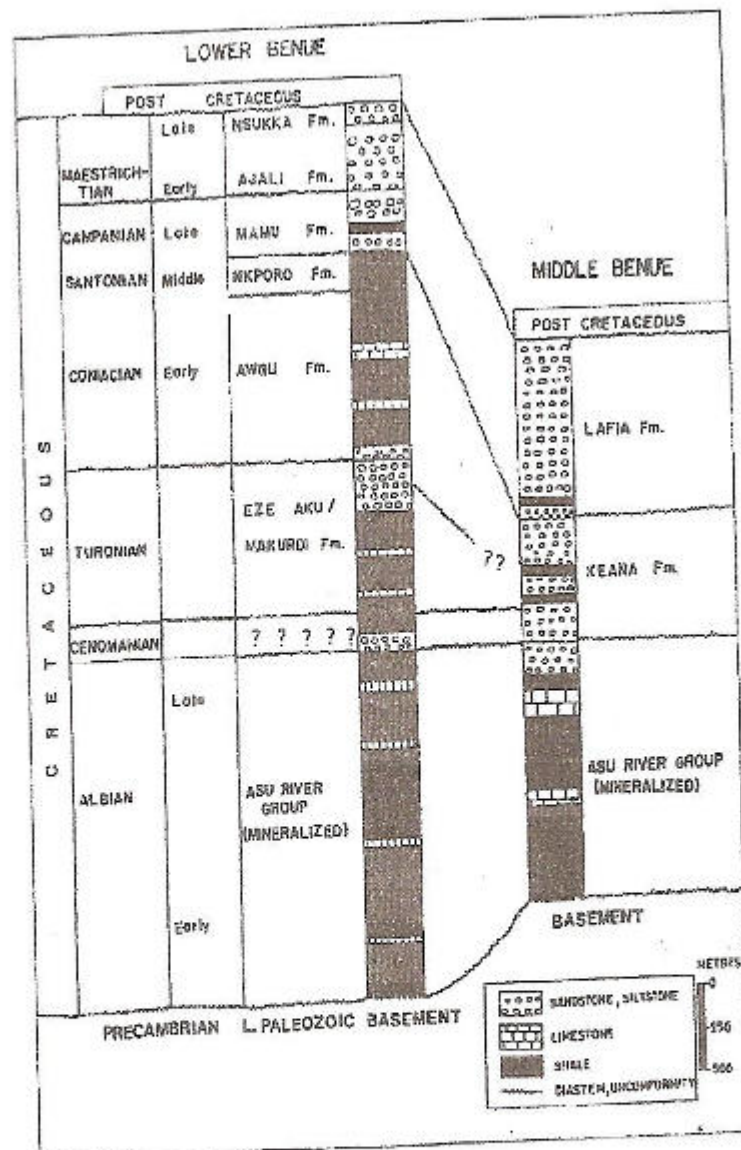 LOWER BENUE
POST CRETACEOUS
Late NSUKKA Fm.
MAESTRICH-
TIAN Early AJALI Fm.
CAMPANIAN Late MAMU Fm.
SANTONIAN Middle NKPORO Fm.
CONIACIAN Early AWGU Fm.
EZE AKU /
TURONIAN MAKURDI Fm.
CENOMANIAN ? ? ? ? ?
Late
ALBIAN ASU RIVER
GROUP
(MINERALIZED)
Early
CRETACEOUS
PRECAMBRIAN L. PALEOZOIC BASEMENT
??
MIDDLE BENUE
POST CRETACEOUS
LAFIA Fm.
KEANA Fm.
ASU RIVER GROUP
(MINERALIZED)
BASEMENT
METRES
0
SANDSTONE, SILTSTONE
LIMESTONE
SHALE
DIASTEM, UNCOMFORMITY